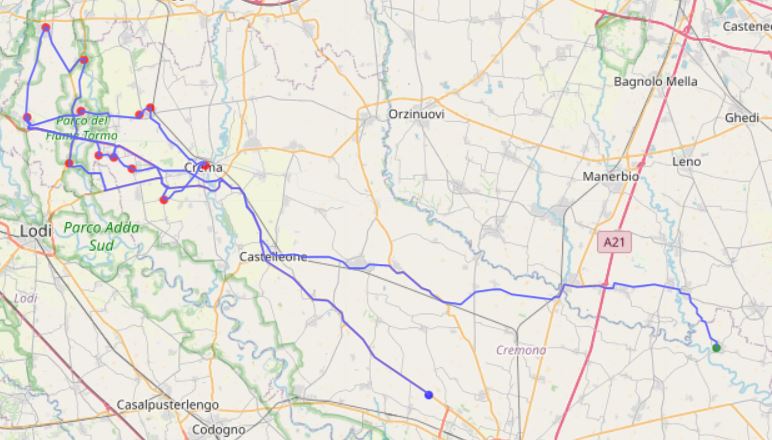 Castene
Bagnolo Mella
Orzinuovi
Ghedi
Parco del
Fiume Tormo
Leno
Crema
Manerbio
Lodi
Parco Adda
Sud
A21
Castelleone
Lodi
Cremona
Casalpusterlengo
Codogno